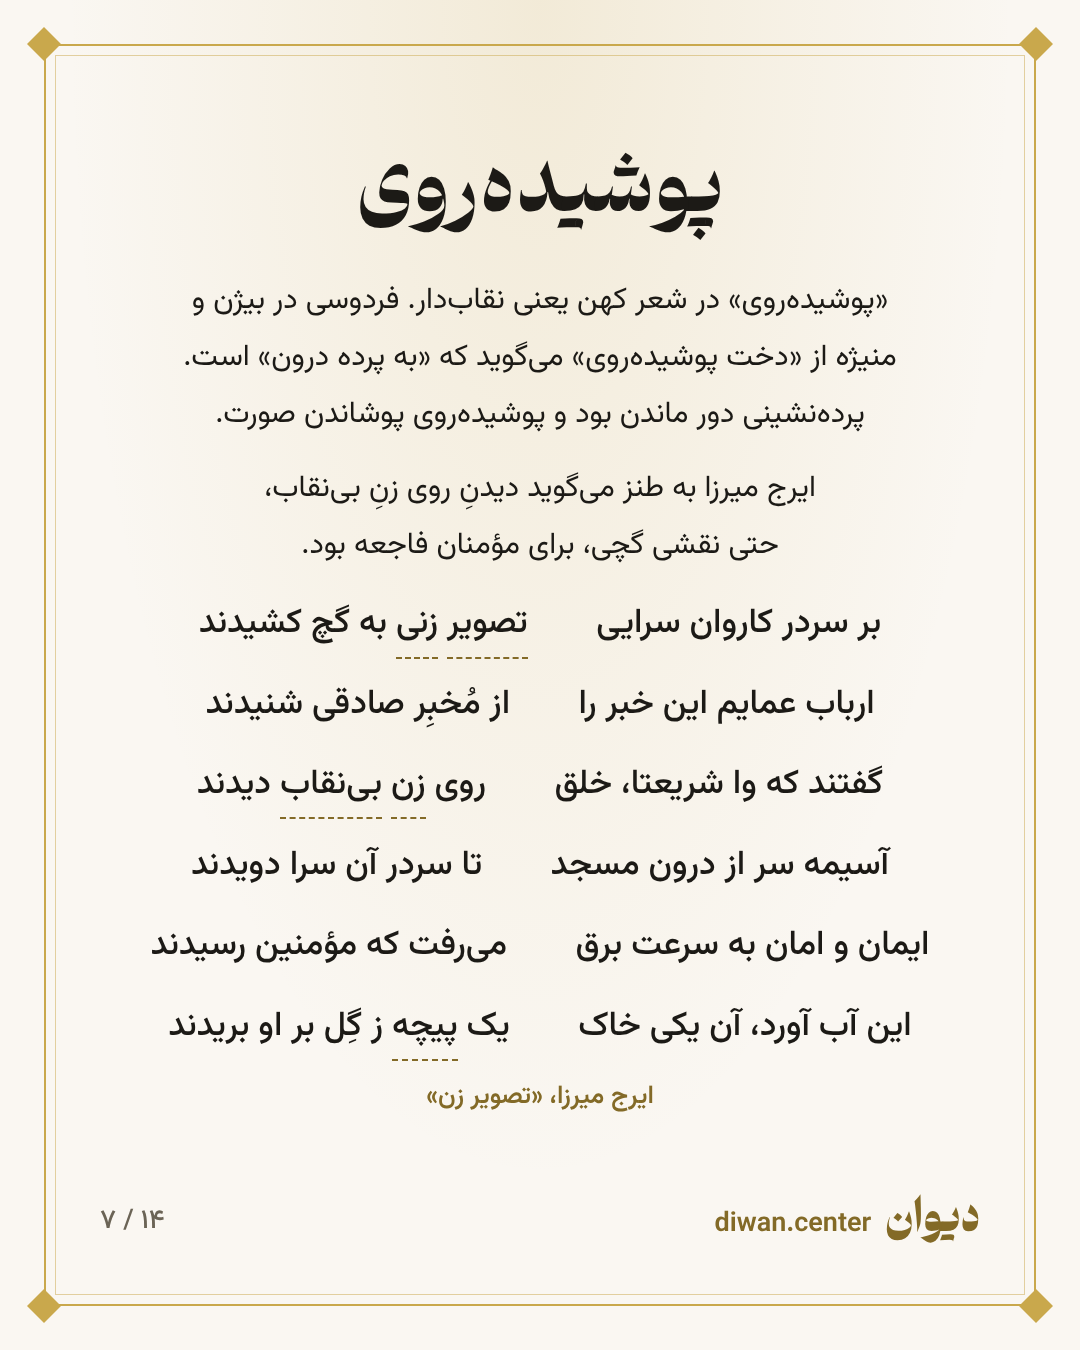 پوشیده‌روی
«پوشیده‌روی» در شعر کهن یعنی نقاب‌دار. فردوسی در بیژن و
منیژه از «دخت پوشیده‌روی» می‌گوید که «به پرده درون» است.
پرده‌نشینی دور ماندن بود و پوشیده‌روی پوشاندن صورت.
ایرج میرزا به طنز می‌گوید دیدنِ روی زنِ بی‌نقاب،
حتی نقشی گچی، برای مؤمنان فاجعه بود.
بر سردر کاروان سرایی تصویر زنی به گچ کشیدند
ارباب عمایم این خبر را از مُخبِر صادقی شنیدند
گفتند که وا شریعتا، خلق روی زن بی‌نقاب دیدند
آسیمه سر از درون مسجد تا سردر آن سرا دویدند
ایمان و امان به سرعت برق می‌رفت که مؤمنین رسیدند
این آب آورد، آن یکی خاک یک پیچه ز گِل بر او بریدند
ایرج میرزا، «تصویر زن»
دیوان diwan.center
۷ / ۱۴